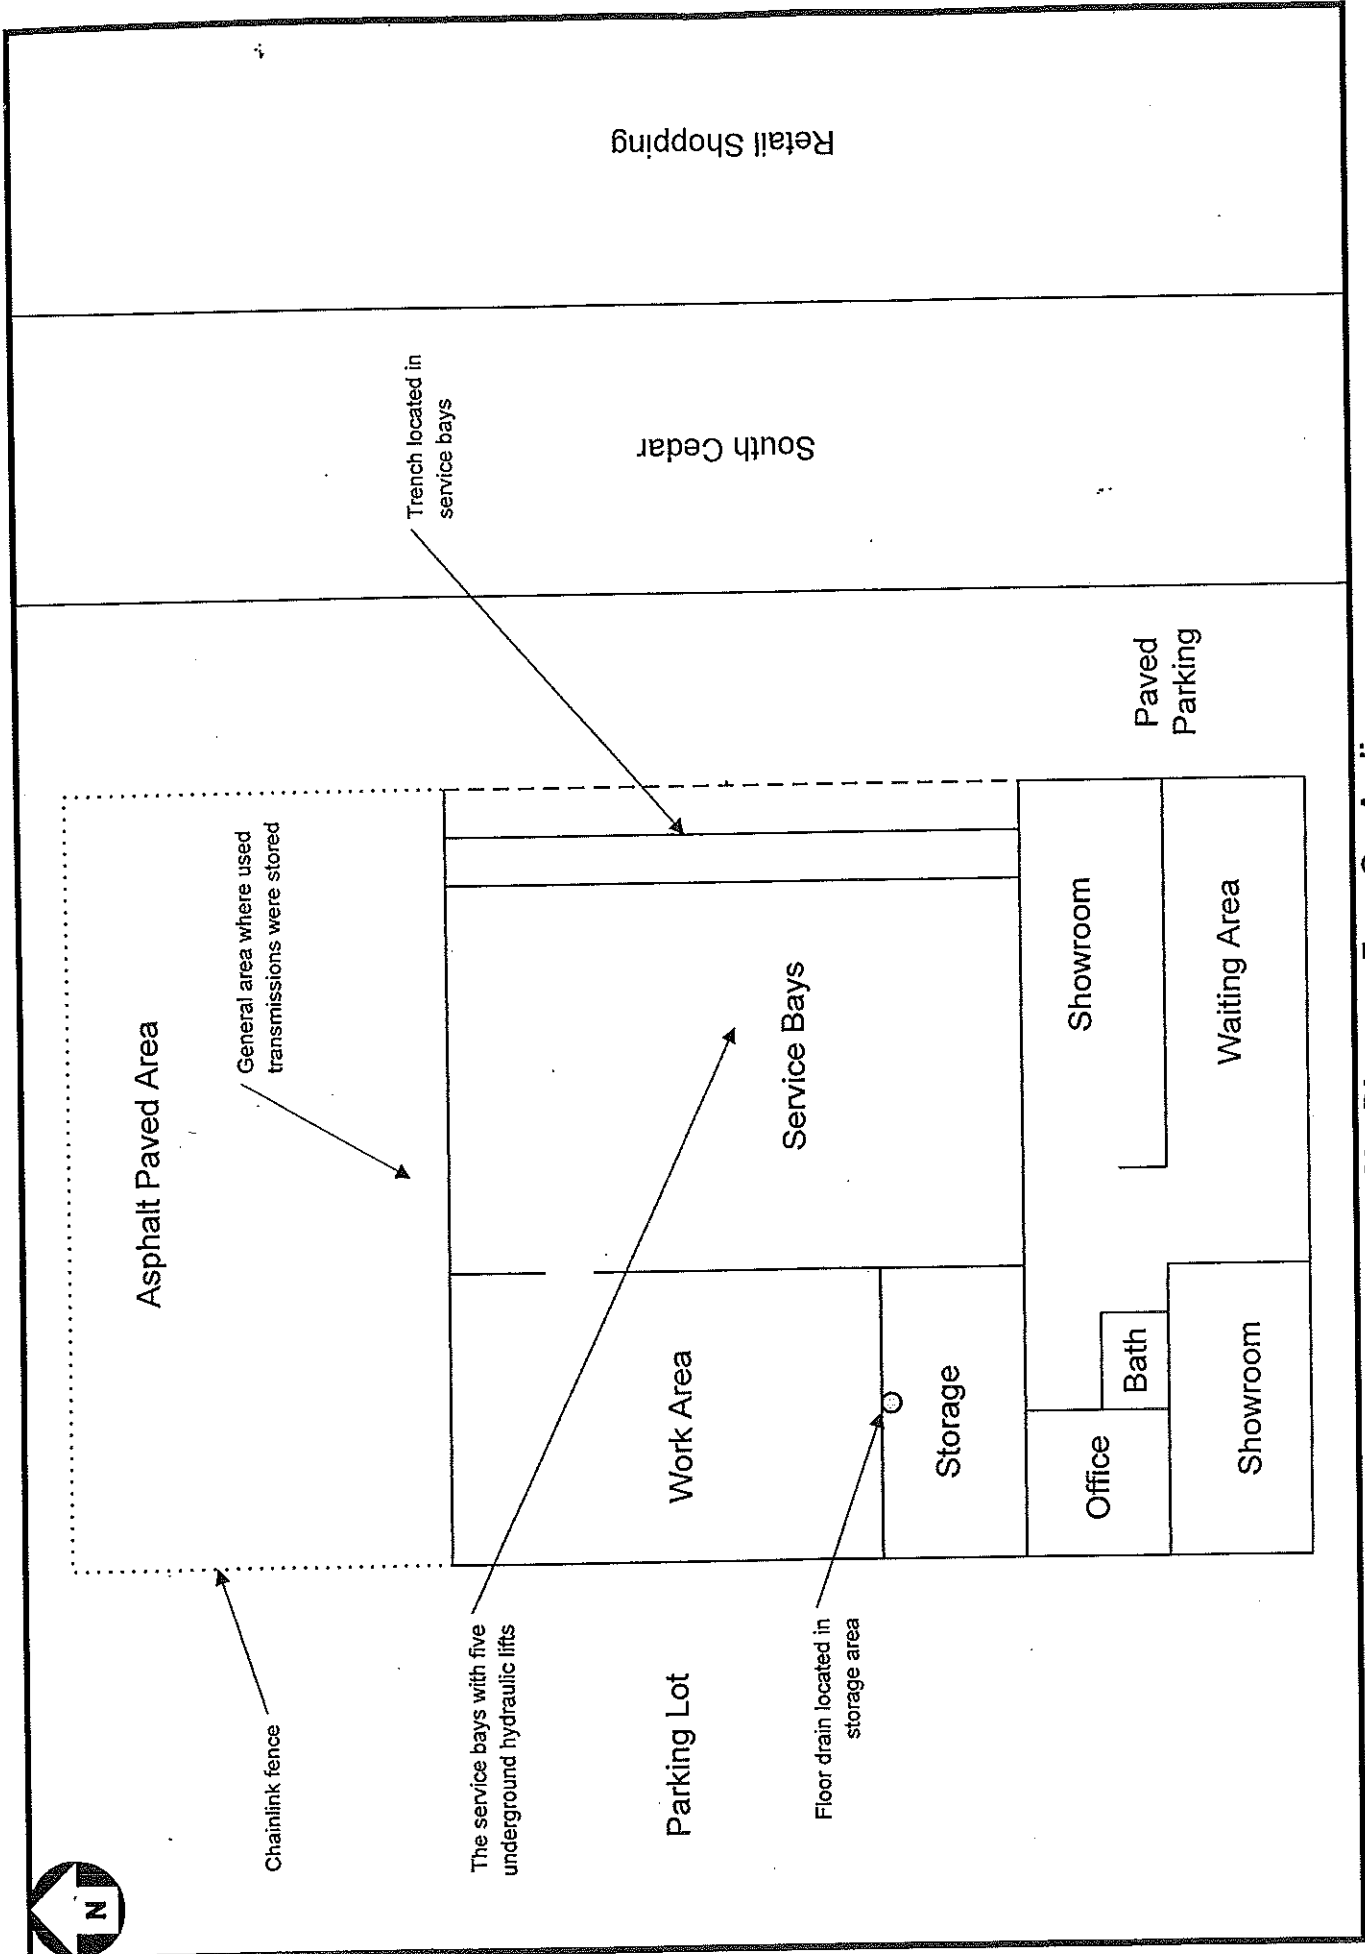 N
Chainlink fence
Asphalt Paved Area
General area where used
transmissions were stored
The service bays with five
underground hydraulic lifts
Trench located in
service bays
Retail Shopping
South Cedar
Parking Lot
Work Area
Service Bays
Floor drain located in
storage area
Storage
Office
Bath
Showroom
Paved
Parking
Showroom
Waiting Area